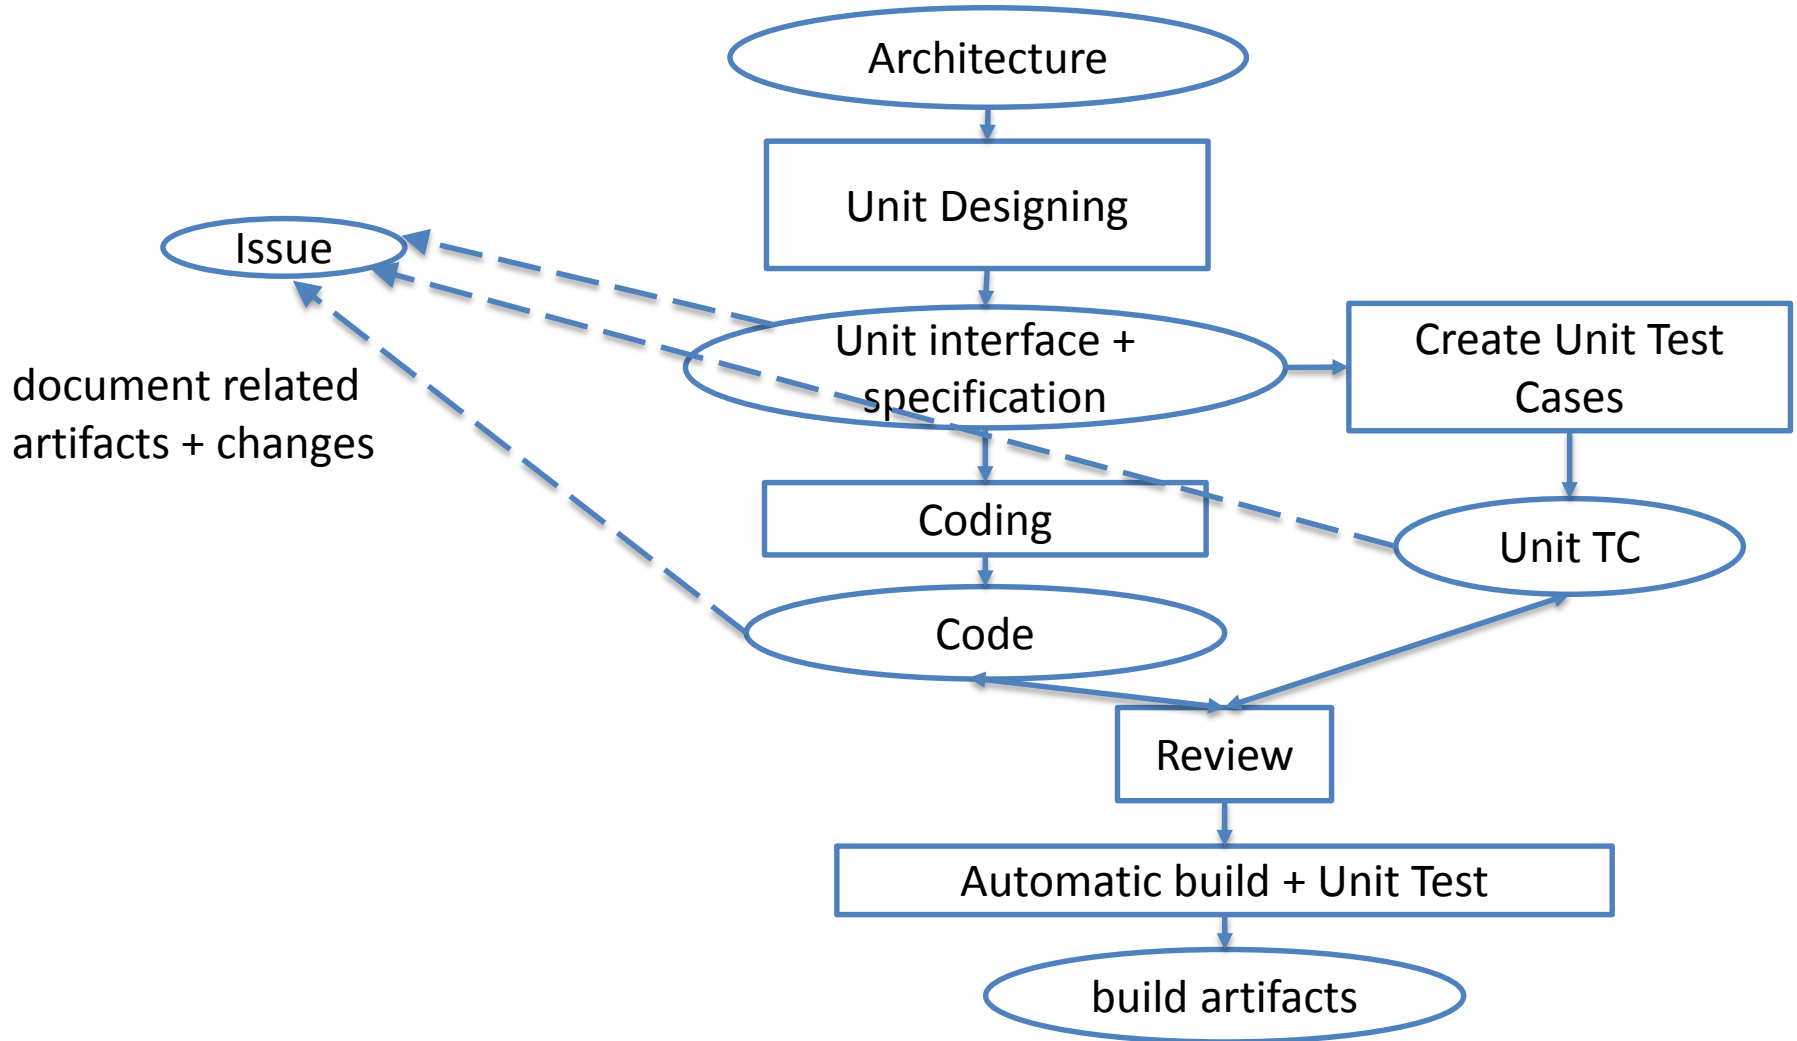 Architecture
Unit Designing
Issue
Unit interface +
specification
Create Unit Test
Cases
document related
artifacts + changes
Coding
Unit TC
Code
Review
Automatic build + Unit Test
build artifacts